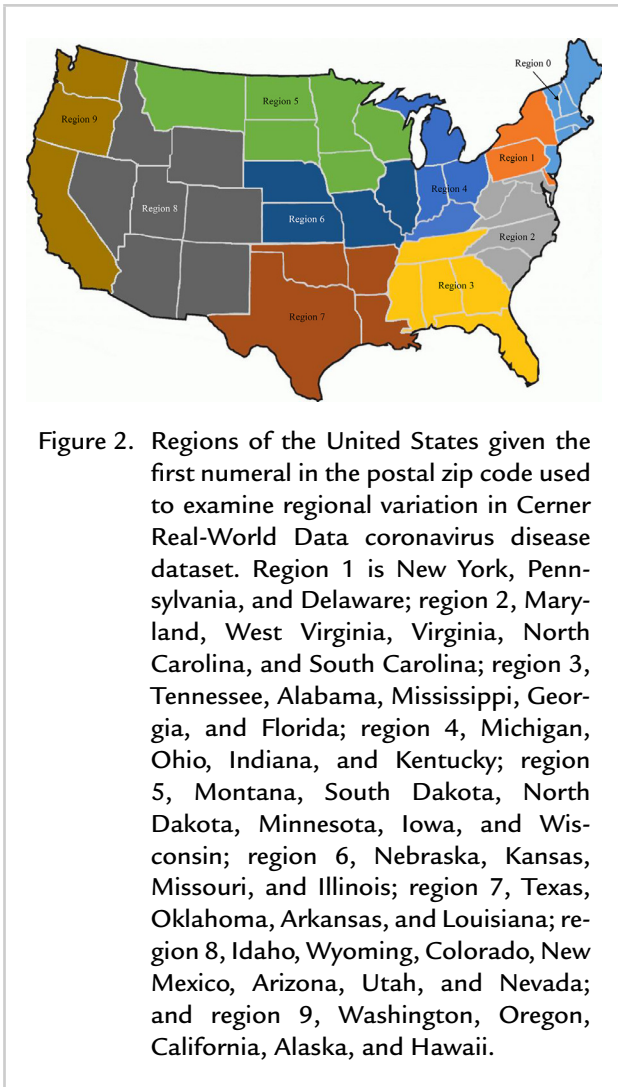 Region 0
Region 5
Region 9
Region 1
Region 4
Region 8
Region 6
Region 2
Region 3
Region 7
Figure 2. Regions of the United States given the
first numeral in the postal zip code used
to examine regional variation in Cerner
Real-World Data coronavirus disease
dataset. Region 1 is New York, Penn-
sylvania, and Delaware; region 2, Mary-
land, West Virginia, Virginia, North
Carolina, and South Carolina; region 3,
Tennessee, Alabama, Mississippi, Geor-
gia, and Florida; region 4, Michigan,
Ohio, Indiana, and Kentucky; region
5, Montana, South Dakota, North
Dakota, Minnesota, Iowa, and Wis-
consin; region 6, Nebraska, Kansas,
Missouri, and Illinois; region 7, Texas,
Oklahoma, Arkansas, and Louisiana; re-
gion 8, Idaho, Wyoming, Colorado, New
Mexico, Arizona, Utah, and Nevada;
and region 9, Washington, Oregon,
California, Alaska, and Hawaii.